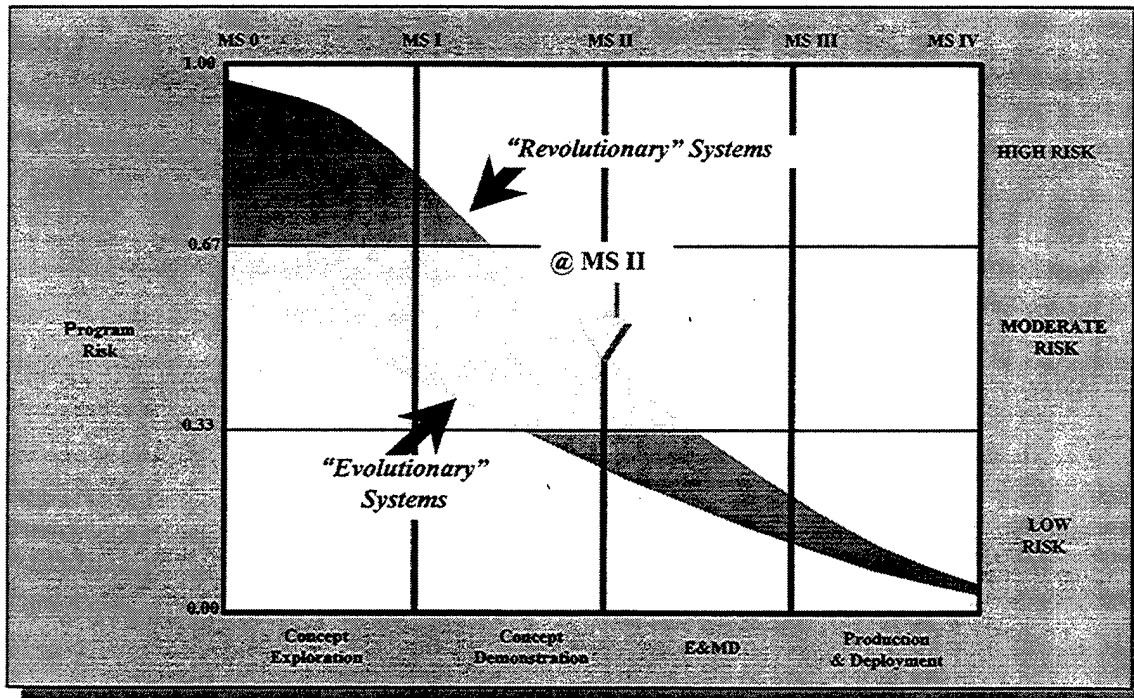 MS 0
MS I
MS II
MS III
MS IV
1.00
"Revolutionary" Systems
HIGH RISK
0.67
@ MS II
Program
Risk
MODERATE
RISK
0.33
"Evolutionary"
Systems
LOW
RISK
0.00
Concept
Exploration
Concept
Demonstration
E&MD
Production
& Deployment